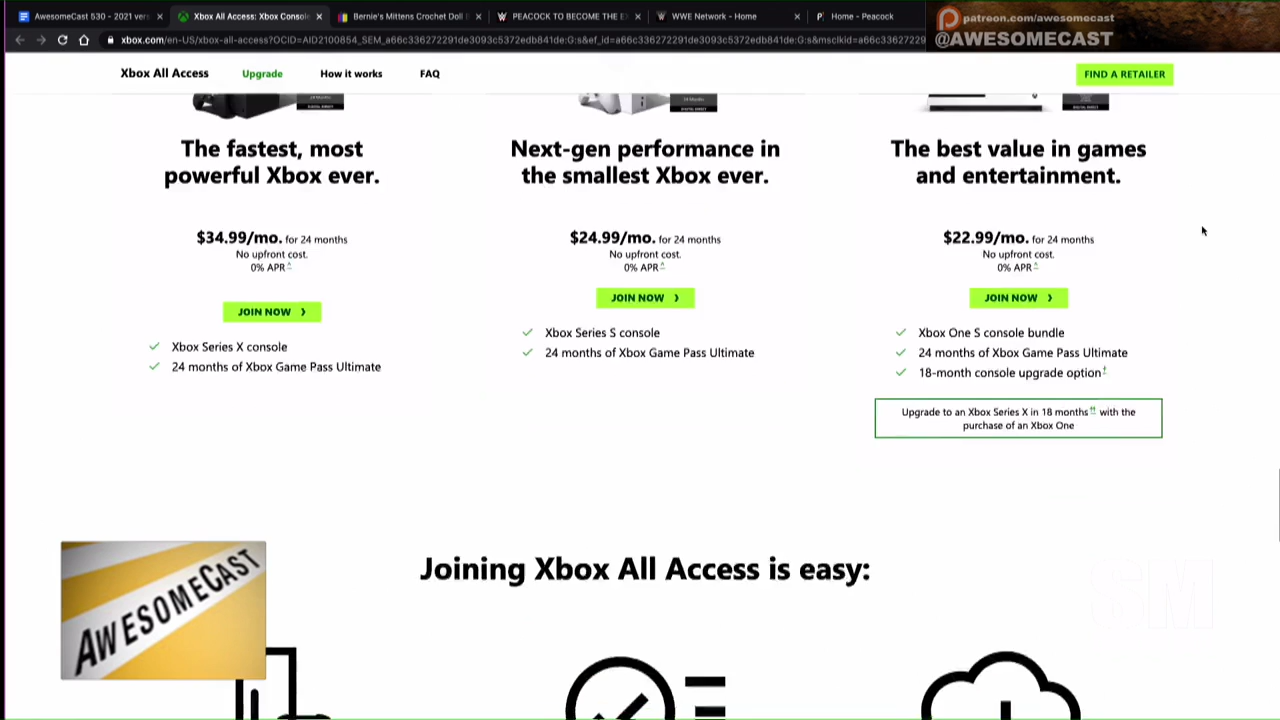 AwesomeCast 530 - 2021 vers
Xbox All Access: Xbox Console
Bernie's Mittens Crochet Doll
PEACOCK TO BECOME THE E
WWE Network - Home
Home - Peacock
patreon.com/awesomecast
@AWESOMECAST
xbox.com/en-US/xbox-all-access?OCID=AID2100854_SEM_a66c336272291de3093c5372edb841de:G:s&ef_id=a66c336272291de3093c5372edb841de:G:s&msclkid=a66c33627229
Xbox All Access Upgrade How it works FAQ FIND A RETAILER
The fastest, most
powerful Xbox ever.
$34.99/mo. for 24 months
No upfront cost.
0% APR^
JOIN NOW
Xbox Series X console
24 months of Xbox Game Pass Ultimate
Next-gen performance in
the smallest Xbox ever.
$24.99/mo. for 24 months
No upfront cost.
0% APR^
JOIN NOW
Xbox Series S console
24 months of Xbox Game Pass Ultimate
The best value in games
and entertainment.
$22.99/mo. for 24 months
No upfront cost.
0% APR^
JOIN NOW
Xbox One S console bundle
24 months of Xbox Game Pass Ultimate
18-month console upgrade option†
Upgrade to an Xbox Series X in 18 months†† with the
purchase of an Xbox One
Joining Xbox All Access is easy:
AWESOMECAST
SM